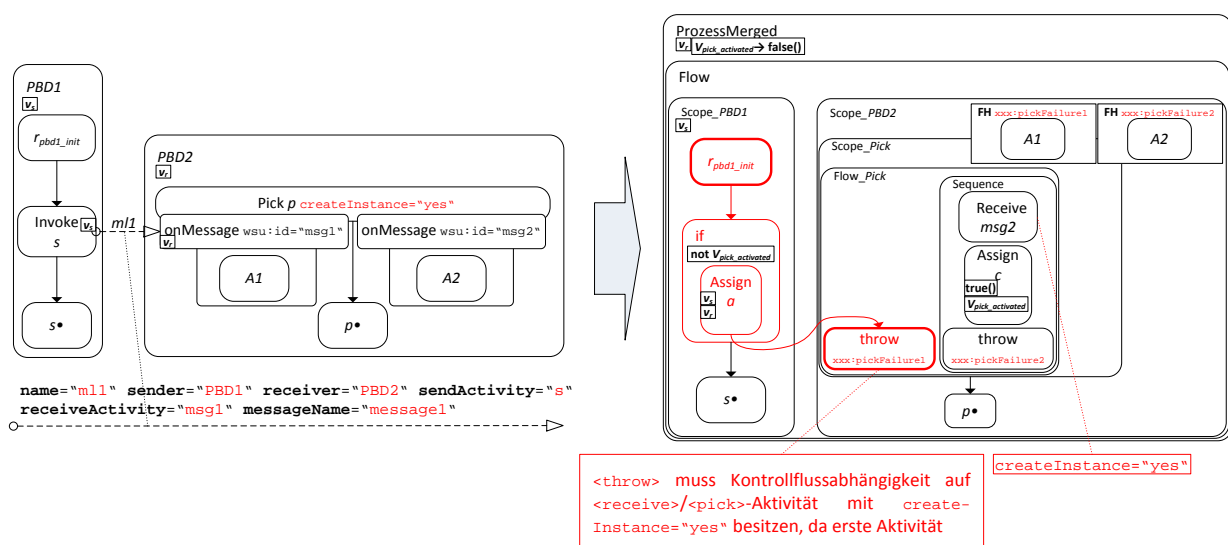 PBD1
vs
rpbd1_init
Invoke
vs
s
s•
ml1
PBD2
vr
Pick p createInstance="yes"
onMessage wsu:id="msg1"
vr
onMessage wsu:id="msg2"
A1
A2
p•
name="ml1" sender="PBD1" receiver="PBD2" sendActivity="s"
receiveActivity="msg1" messageName="message1"
ProzessMerged
vr Vpick_activated→ false()
Flow
Scope_PBD1
vs
rpbd1_init
if
not Vpick_activated
Assign
a
vs
vr
s•
Scope_PBD2
FH xxx:pickFailure1
A1
FH xxx:pickFailure2
A2
Scope_Pick
Flow_Pick
Sequence
Receive
msg2
Assign
c
true()
Vpick_activated
throw
xxx:pickFailure1
throw
xxx:pickFailure2
p•
<throw> muss Kontrollflussabhängigkeit auf
<receive>/<pick>-Aktivität mit create-
Instance="yes" besitzen, da erste Aktivität
createInstance="yes"